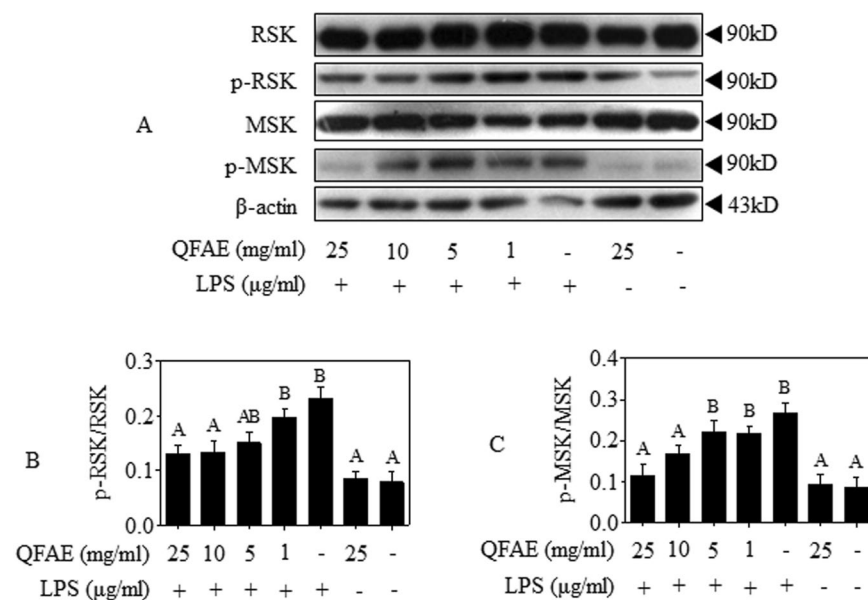 RSK ◀90kD
p-RSK ◀90kD
A MSK ◀90kD
p-MSK ◀90kD
β-actin ◀43kD
QFAE (mg/ml) 25 10 5 1 - 25 -
LPS (µg/ml) + + + + + - -
B
p-RSK/RSK
0.3
0.2
0.1
0.0
A A AB B B A A
QFAE (mg/ml) 25 10 5 1 - 25 -
LPS (µg/ml) + + + + + - -
C
p-MSK/MSK
0.4
0.3
0.2
0.1
0.0
A A B B B A A
QFAE (mg/ml) 25 10 5 1 - 25 -
LPS (µg/ml) + + + + + - -